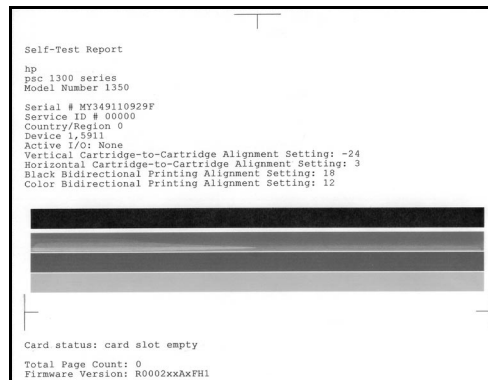 Self-Test Report
hp
psc 1300 series
Model Number 1350
Serial # MY349110929F
Service ID # 00000
Country/Region 0
Device 1,5911
Active I/O: None
Vertical Cartridge-to-Cartridge Alignment Setting: -24
Horizontal Cartridge-to-Cartridge Alignment Setting: 3
Black Bidirectional Printing Alignment Setting: 18
Color Bidirectional Printing Alignment Setting: 12
Card status: card slot empty
Total Page Count: 0
Firmware Version: R0002xxAxFH1